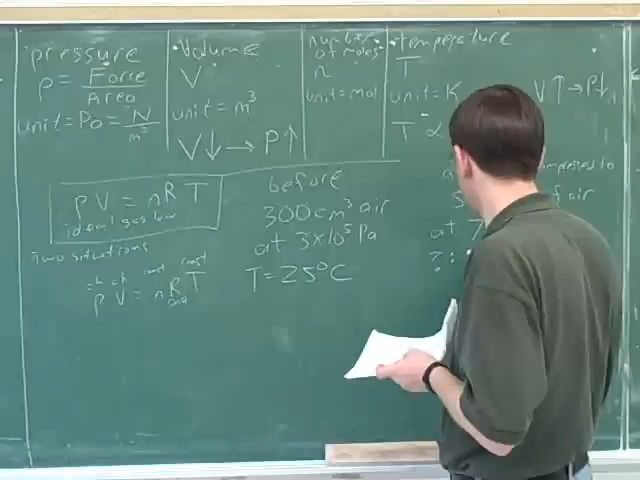 pressure
P = Force
Area
unit = Pa = N
m²
Volume
V
unit = m³
V↓ → P↑
number
of moles
n
unit = mol
temperature
T
unit = K
T ∝
V↑→P↓
PV = nRT
ideal gas law
Two situations
PV = nRT
before
300 cm³ air
at 3×10⁵ Pa
T = 25°C
to
of air
at 7
?